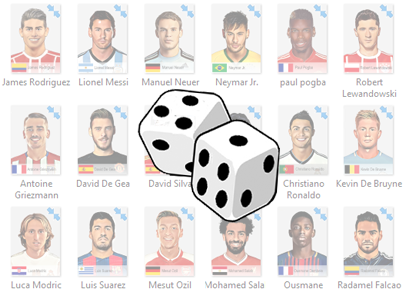 James Rodriguez Lionel Messi Manuel Neuer Neymar Jr. paul pogba Robert
Lewandowski
Antoine David De Gea David Silva Christiano Kevin De Bruyne
Griezmann Ronaldo
Luca Modric Luis Suarez Mesut Ozil Mohamed Sala Ousmane Radamel Falcao